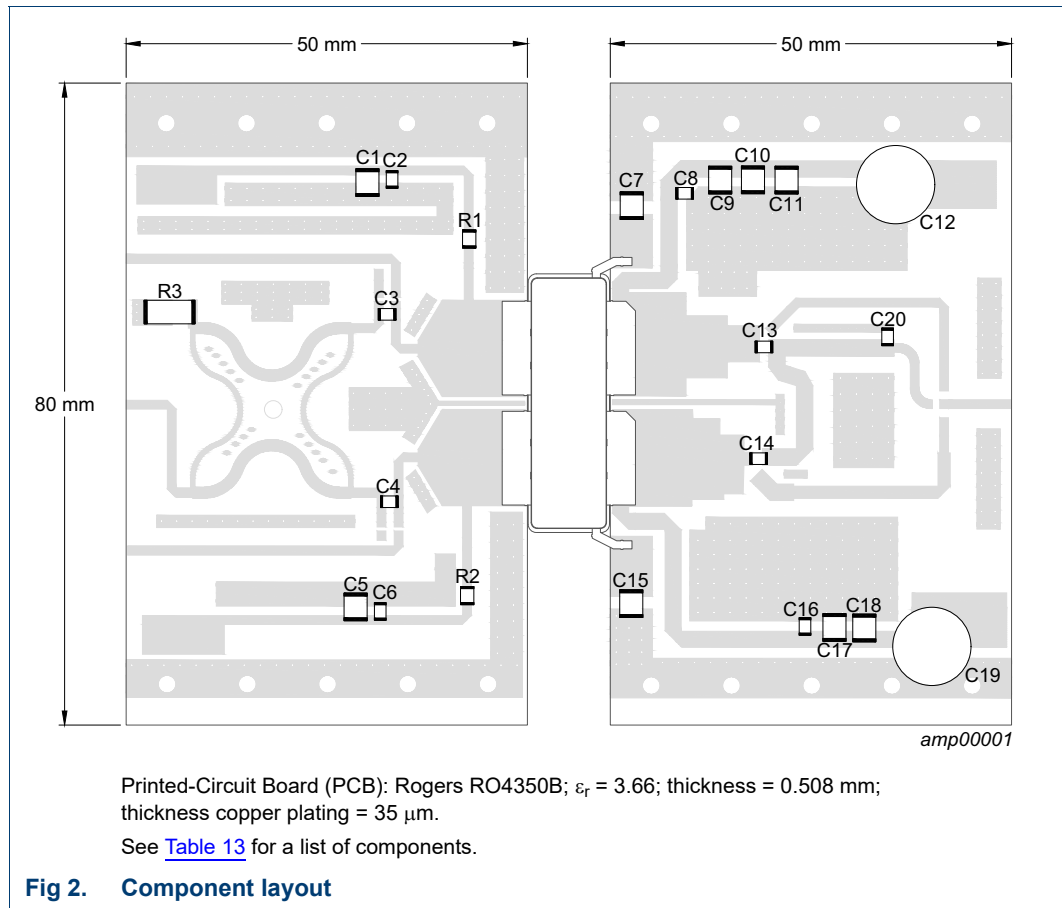 50 mm
50 mm
80 mm
C1
C2
R1
R3
C3
C4
C5
C6
R2
C7
C8
C9
C10
C11
C12
C13
C20
C14
C15
C16
C17
C18
C19
amp00001
Printed-Circuit Board (PCB): Rogers RO4350B; εr = 3.66; thickness = 0.508 mm;
thickness copper plating = 35 μm.
See Table 13 for a list of components.
Fig 2. Component layout